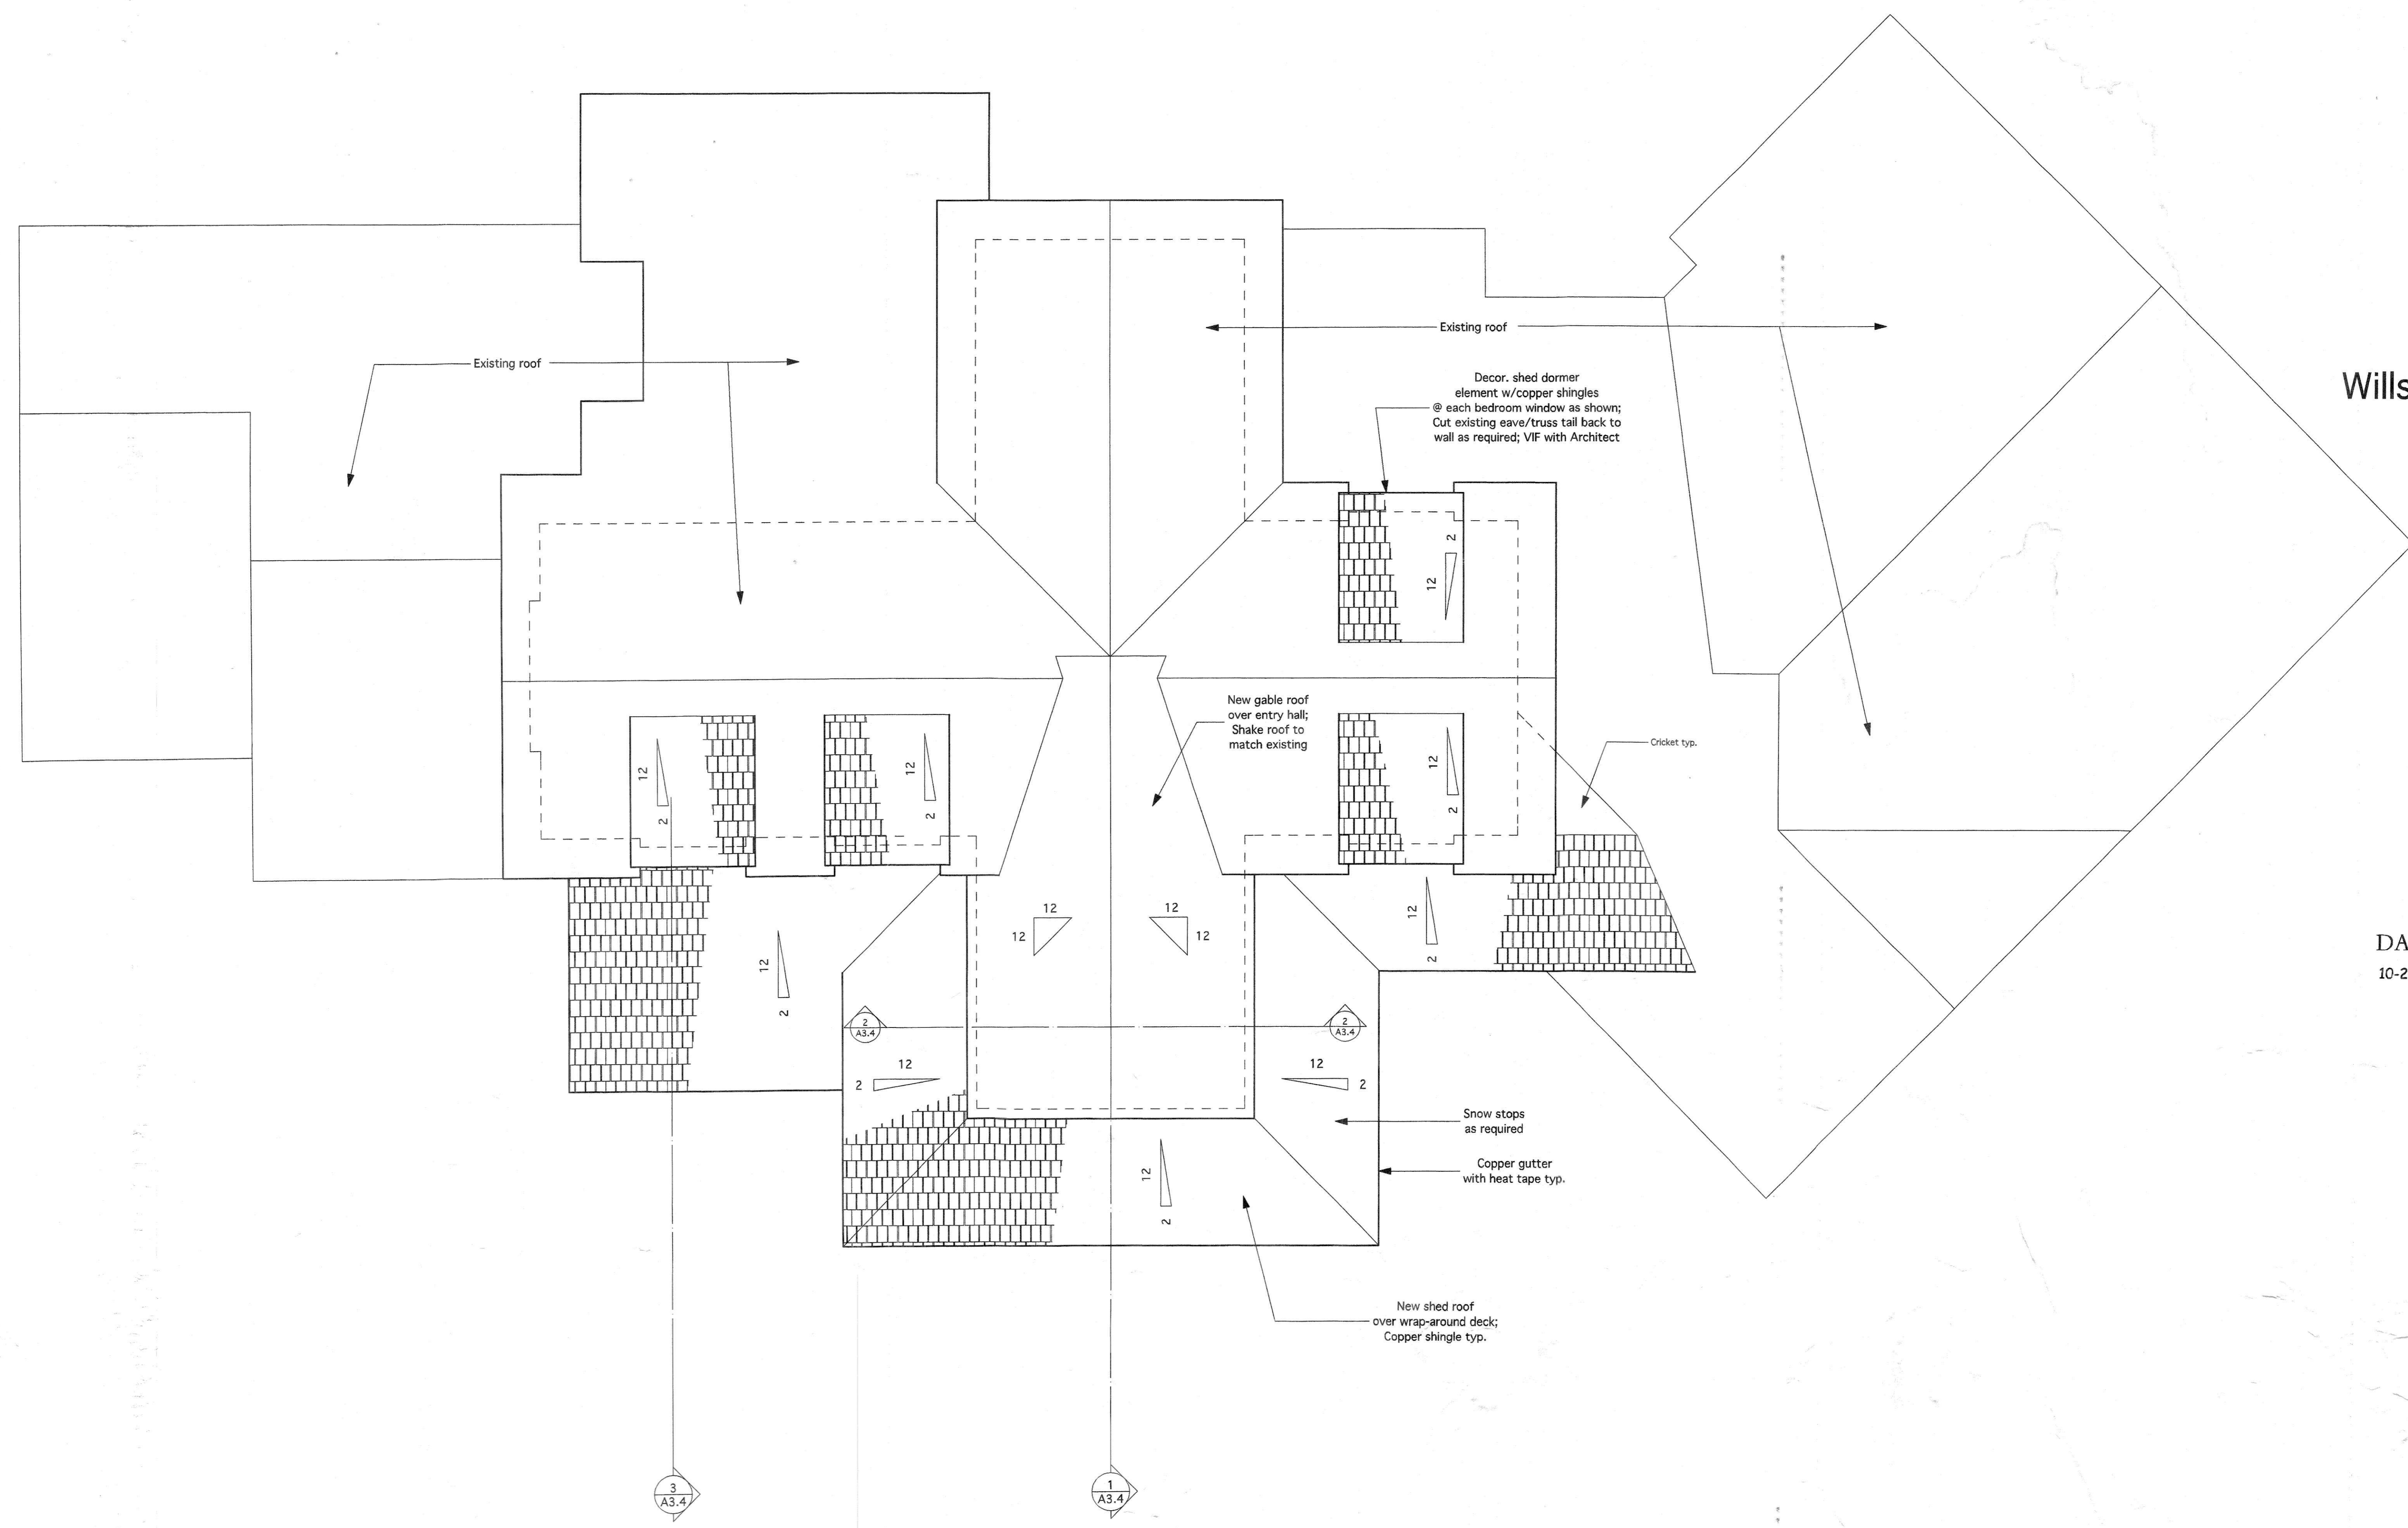 Existing roof
Existing roof
Decor. shed dormer
element w/copper shingles
@ each bedroom window as shown;
Cut existing eave/truss tail back to
wall as required; VIF with Architect
Wills
2
12
New gable roof
over entry hall;
Shake roof to
match existing
Cricket typ.
12
2
12
2
12
2
12
12
12
12
12
2
12
2
DA
10-2
2
A3.4
2
A3.4
12
2
12
2
Snow stops
as required
Copper gutter
with heat tape typ.
12
2
New shed roof
over wrap-around deck;
Copper shingle typ.
3
A3.4
1
A3.4